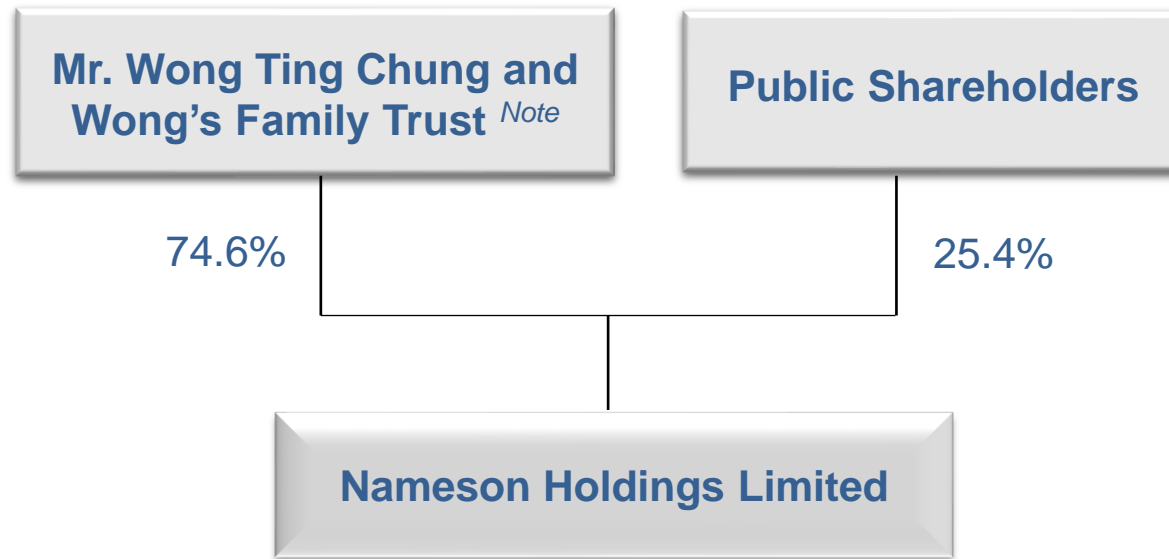 Mr. Wong Ting Chung and
Wong’s Family Trust Note
Public Shareholders
74.6%
25.4%
Nameson Holdings Limited